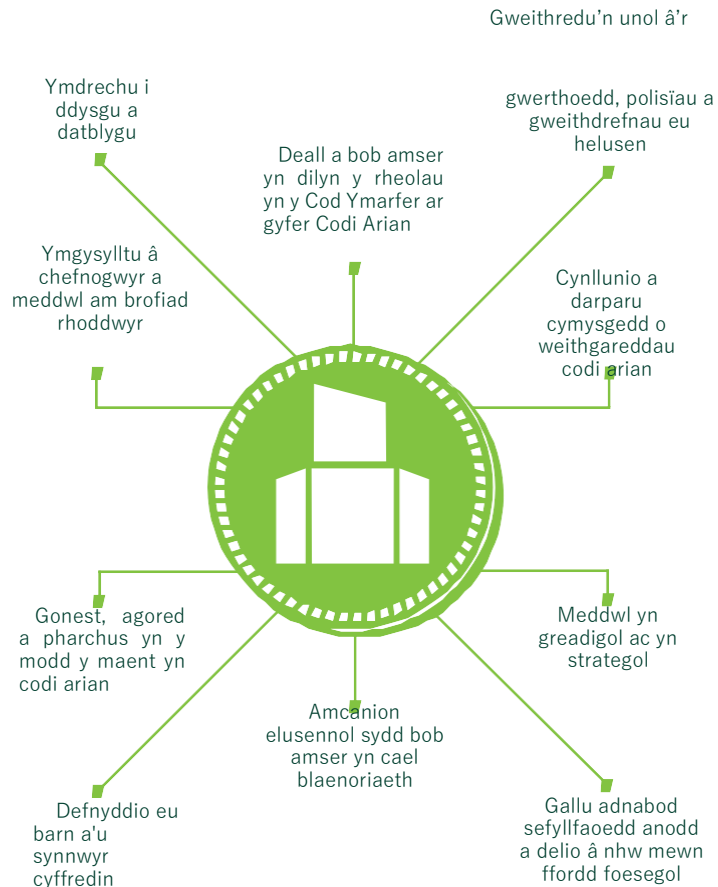 Gweithredu’n unol â’r
gwerthoedd, polisïau a
gweithdrefnau eu
helusen
Ymdrechu i
ddysgu a
datblygu
Deall a bob amser
yn dilyn y rheolau
yn y Cod Ymarfer ar
gyfer Codi Arian
Ymgysylltu â
chefnogwyr a
meddwl am brofiad
rhoddwyr
Cynllunio a
darparu
cymysgedd o
weithgareddau
codi arian
Gonest, agored
a pharchus yn y
modd y maent yn
codi arian
Meddwl yn
greadigol ac yn
strategol
Amcanion
elusennol sydd bob
amser yn cael
blaenoriaeth
Defnyddio eu
barn a'u
synnwyr
cyffredin
Gallu adnabod
sefyllfaoedd anodd
a delio â nhw mewn
ffordd foesegol